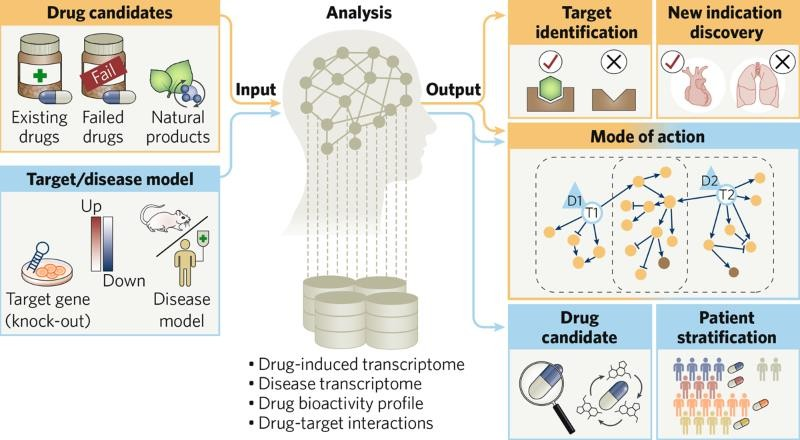 Drug candidates
Fail
Existing
drugs
Failed
drugs
Natural
products
Target/disease model
Up
Down
Target gene
(knock-out)
Disease
model
Input
Analysis
Output
• Drug-induced transcriptome
• Disease transcriptome
• Drug bioactivity profile
• Drug-target interactions
Target
identification
New indication
discovery
Mode of action
D1
T1
D2
T2
Drug
candidate
Patient
stratification